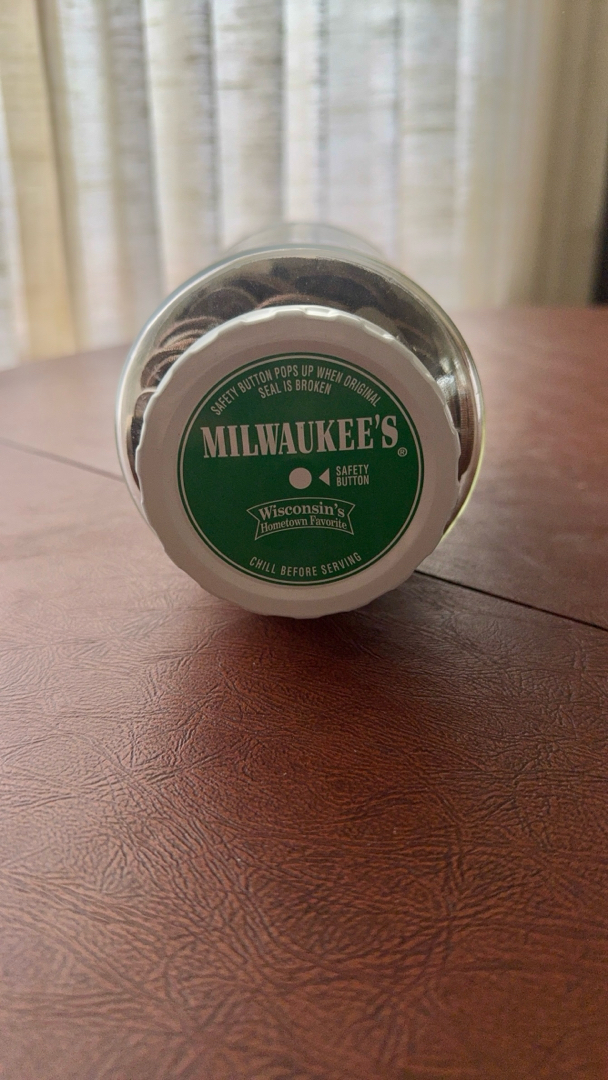 SAFETY BUTTON POPS UP WHEN ORIGINAL
SEAL IS BROKEN
MILWAUKEE'S®
SAFETY
BUTTON
Wisconsin's
Hometown Favorite
CHILL BEFORE SERVING